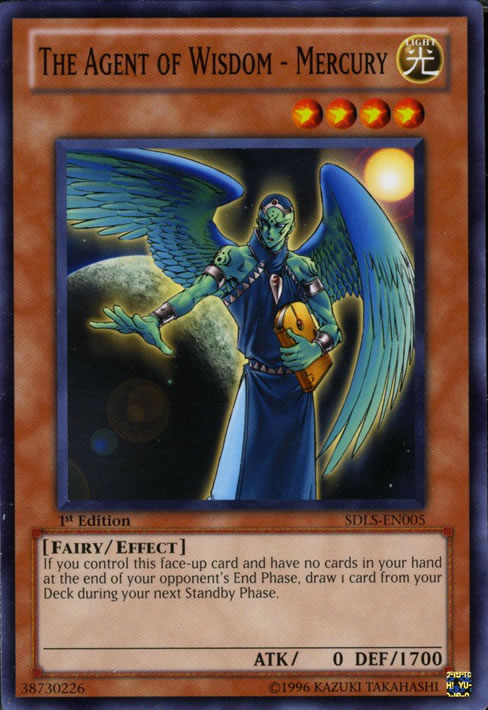 THE AGENT OF WISDOM - MERCURY
LIGHT
光
1st Edition
SDLS-EN005
[FAIRY/EFFECT]
If you control this face-up card and have no cards in your hand
at the end of your opponent's End Phase, draw 1 card from your
Deck during your next Standby Phase.
ATK/ 0 DEF/1700
38730226
©1996 KAZUKI TAKAHASHI